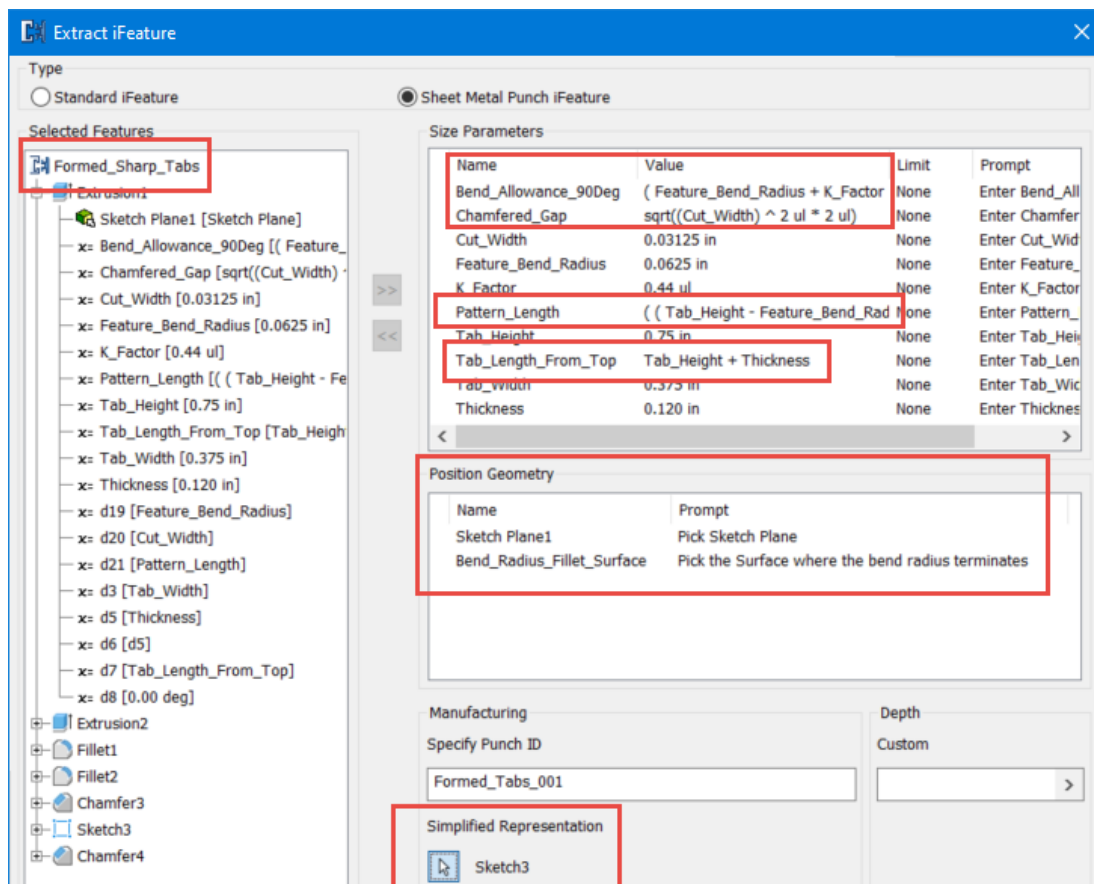 Extract iFeature
Type
Standard iFeature
Sheet Metal Punch iFeature
Selected Features
Formed_Sharp_Tabs
Extrusion1
Sketch Plane1 [Sketch Plane]
x= Bend_Allowance_90Deg [( Feature_
x= Chamfered_Gap [sqrt((Cut_Width)
x= Cut_Width [0.03125 in]
x= Feature_Bend_Radius [0.0625 in]
x= K_Factor [0.44 ul]
x= Pattern_Length [( ( Tab_Height - Fe
x= Tab_Height [0.75 in]
x= Tab_Length_From_Top [Tab_Heigh
x= Tab_Width [0.375 in]
x= Thickness [0.120 in]
x= d19 [Feature_Bend_Radius]
x= d20 [Cut_Width]
x= d21 [Pattern_Length]
x= d3 [Tab_Width]
x= d5 [Thickness]
x= d6 [d5]
x= d7 [Tab_Length_From_Top]
x= d8 [0.00 deg]
Extrusion2
Fillet1
Fillet2
Chamfer3
Sketch3
Chamfer4
>>
<<
Size Parameters
Name Value Limit Prompt
Bend_Allowance_90Deg ( Feature_Bend_Radius + K_Factor None Enter Bend_All
Chamfered_Gap sqrt((Cut_Width) ^ 2 ul * 2 ul) None Enter Chamfer
Cut_Width 0.03125 in None Enter Cut_Wid
Feature_Bend_Radius 0.0625 in None Enter Feature_
K_Factor 0.44 ul None Enter K_Factor
Pattern_Length ( ( Tab_Height - Feature_Bend_Rad None Enter Pattern_
Tab_Height 0.75 in None Enter Tab_Hei
Tab_Length_From_Top Tab_Height + Thickness None Enter Tab_Len
Tab_Width 0.375 in None Enter Tab_Wid
Thickness 0.120 in None Enter Thicknes
Position Geometry
Name Prompt
Sketch Plane1 Pick Sketch Plane
Bend_Radius_Fillet_Surface Pick the Surface where the bend radius terminates
Manufacturing
Specify Punch ID
Formed_Tabs_001
Simplified Representation
Sketch3
Depth
Custom